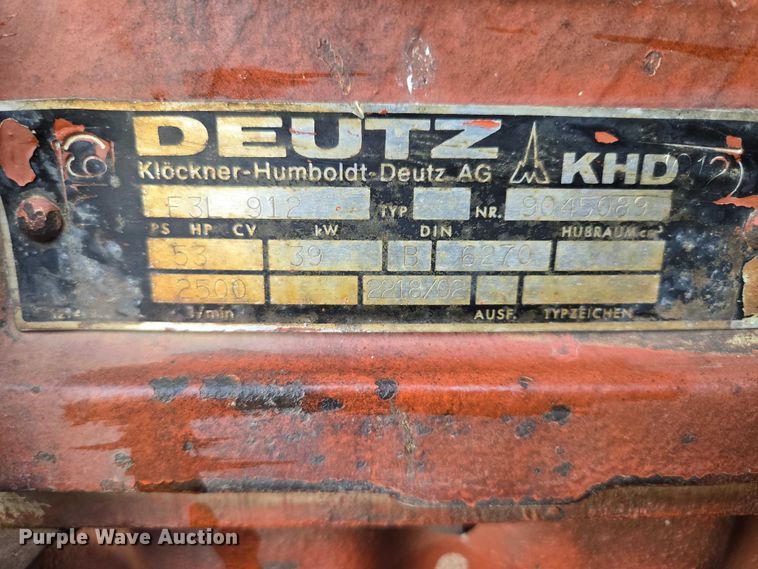 DEUTZ
Klöckner-Humboldt-Deutz AG KHD
F3L 912 TYP NR. 9045089
PS HP CV kW DIN HUBRAUM cm³
53 39 B 6270
2500 2218/02
1/min AUSF. TYPZEICHEN
Purple Wave Auction